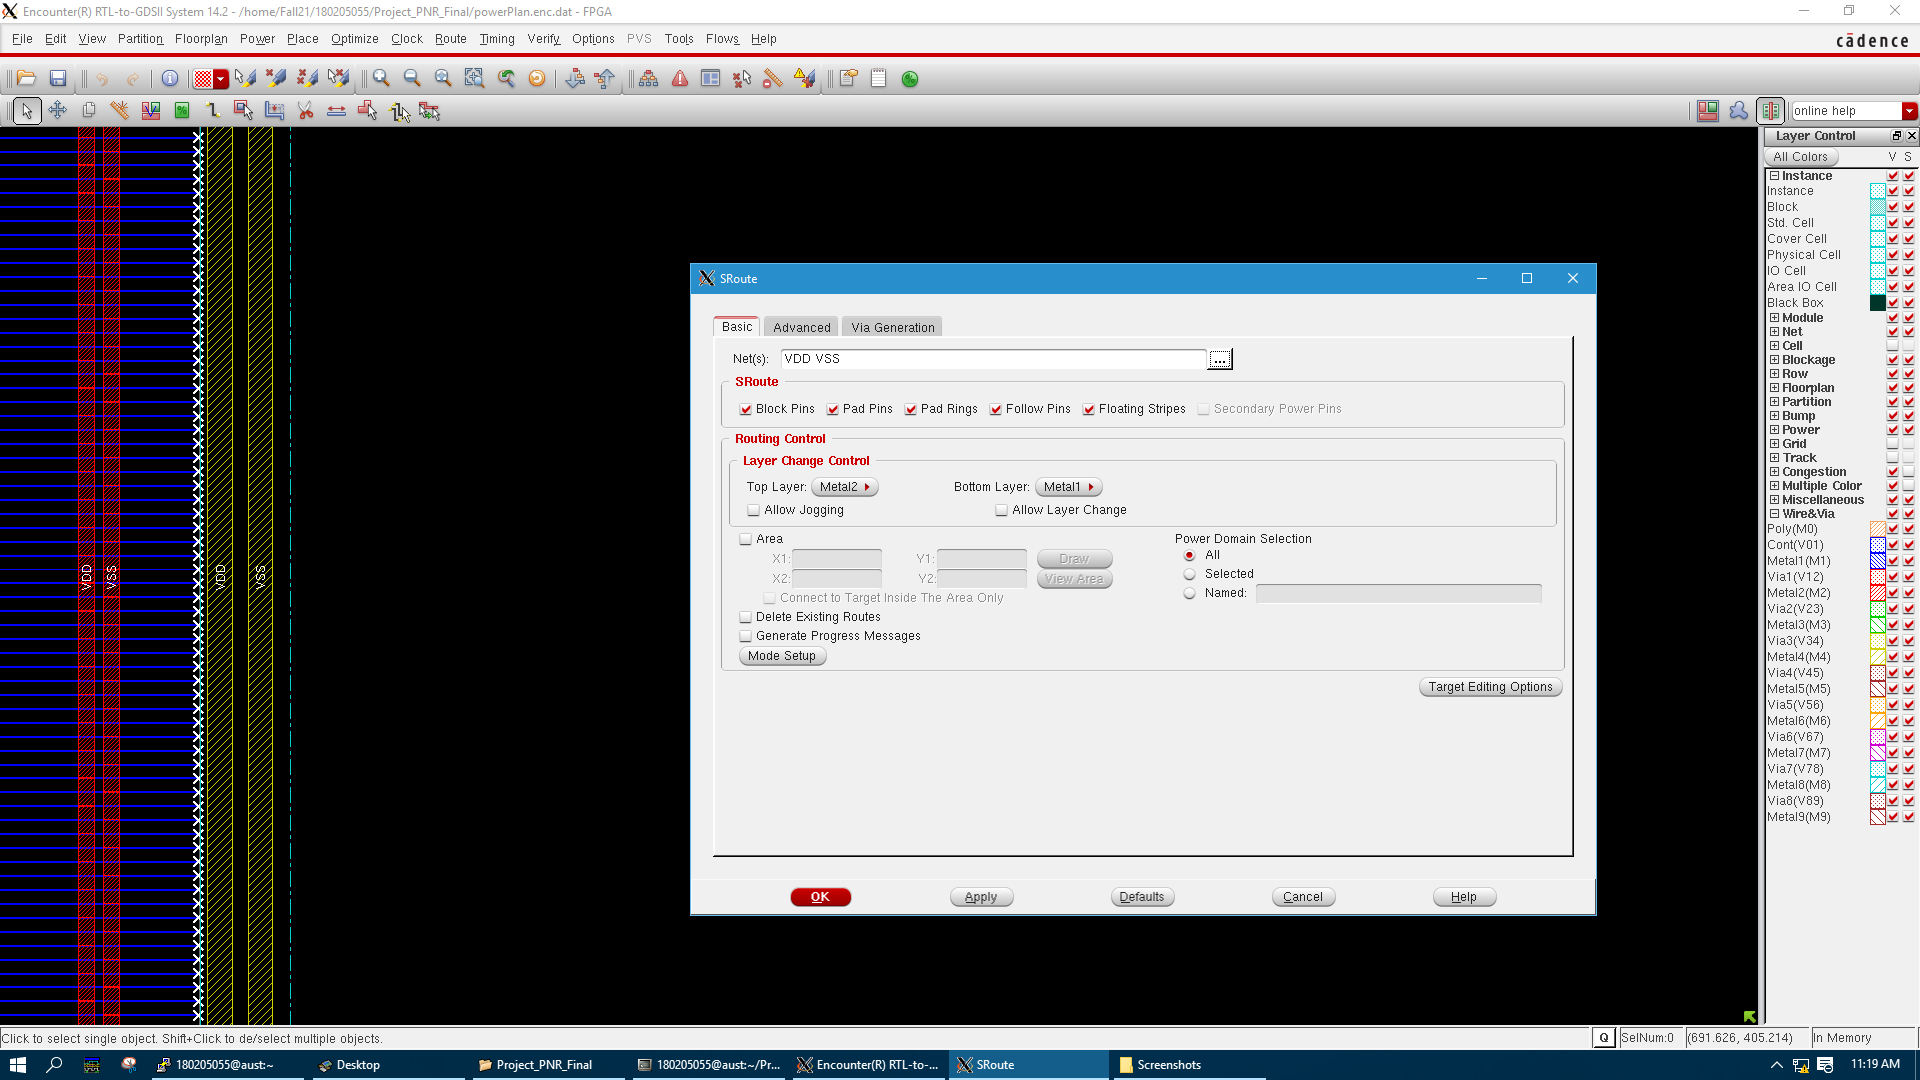 Encounter(R) RTL-to-GDSII System 14.2 - /home/Fall21/180205055/Project_PNR_Final/powerPlan.enc.dat - FPGA
File Edit View Partition Floorplan Power Place Optimize Clock Route Timing Verify Options PVS Tools Flows Help
cādence
online help
Layer Control
All Colors V S
Instance
Instance
Block
Std. Cell
Cover Cell
Physical Cell
IO Cell
Area IO Cell
Black Box
Module
Net
Cell
Blockage
Row
Floorplan
Partition
Bump
Power
Grid
Track
Congestion
Multiple Color
Miscellaneous
Wire&Via
Poly(M0)
Cont(V01)
Metal1(M1)
Via1(V12)
Metal2(M2)
Via2(V23)
Metal3(M3)
Via3(V34)
Metal4(M4)
Via4(V45)
Metal5(M5)
Via5(V56)
Metal6(M6)
Via6(V67)
Metal7(M7)
Via7(V78)
Metal8(M8)
Via8(V89)
Metal9(M9)
VDD VSS VDD VSS
SRoute
Basic Advanced Via Generation
Net(s): VDD VSS ...
SRoute
Block Pins Pad Pins Pad Rings Follow Pins Floating Stripes Secondary Power Pins
Routing Control
Layer Change Control
Top Layer: Metal2 Bottom Layer: Metal1
Allow Jogging Allow Layer Change
Area Power Domain Selection
X1: Y1: Draw All
X2: Y2: View Area Selected
Connect to Target Inside The Area Only Named:
Delete Existing Routes
Generate Progress Messages
Mode Setup
Target Editing Options
OK Apply Defaults Cancel Help
Click to select single object. Shift+Click to de/select multiple objects. Q SelNum:0 (691.626, 405.214) In Memory
180205055@aust:~ Desktop Project_PNR_Final 180205055@aust:~/Pr... Encounter(R) RTL-to-... SRoute Screenshots 11:19 AM